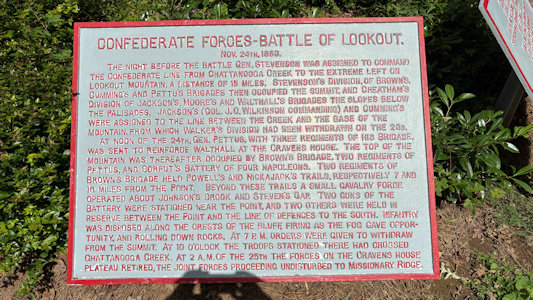 CONFEDERATE FORCES-BATTLE OF LOOKOUT.
NOV. 24TH, 1863.
THE NIGHT BEFORE THE BATTLE GEN. STEVENSON WAS ASSIGNED TO COMMAND
THE CONFEDERATE LINE FROM CHATTANOOGA CREEK TO THE EXTREME LEFT ON
LOOKOUT MOUNTAIN, A DISTANCE OF 15 MILES. STEVENSON'S DIVISION, OF BROWN'S,
CUMMING'S AND PETTUS' BRIGADES THEN OCCUPIED THE SUMMIT, AND CHEATHAM'S
DIVISION OF JACKSON'S, MOORE'S AND WALTHALL'S BRIGADES THE SLOPES BELOW
THE PALISADES. JACKSON'S (COL. J.C. WILKINSON COMMANDING) AND CUMMING'S
WERE ASSIGNED TO THE LINE BETWEEN THE CREEK AND THE BASE OF THE
MOUNTAIN, FROM WHICH WALKER'S DIVISION HAD BEEN WITHDRAWN ON THE 23D.
AT NOON OF THE 24TH, GEN. PETTUS, WITH THREE REGIMENTS OF HIS BRIGADE,
WAS SENT TO REINFORCE WALTHALL AT THE CRAVENS HOUSE. THE TOP OF THE
MOUNTAIN WAS THEREAFTER OCCUPIED BY BROWN'S BRIGADE, TWO REGIMENTS OF
PETTUS, AND CORPUT'S BATTERY OF FOUR NAPOLEONS. TWO REGIMENTS OF
BROWN'S BRIGADE HELD POWELL'S AND NICKAJACK'S TRAILS, RESPECTIVELY 7 AND
10 MILES FROM THE POINT. BEYOND THESE TRAILS A SMALL CAVALRY FORCE
OPERATED ABOUT JOHNSON'S CROOK AND STEVEN'S GAP. TWO GUNS OF THE
BATTERY WERE STATIONED NEAR THE POINT, AND TWO OTHERS WERE HELD IN
RESERVE BETWEEN THE POINT AND THE LINE OF DEFENCES TO THE SOUTH. INFANTRY
WAS DISPOSED ALONG THE CRESTS OF THE BLUFF, FIRING AS THE FOG GAVE OPPOR-
TUNITY, AND ROLLING DOWN ROCKS. AT 7 P.M. ORDERS WERE GIVEN TO WITHDRAW
FROM THE SUMMIT. AT 10 O'CLOCK THE TROOPS STATIONED THERE HAD CROSSED
CHATTANOOGA CREEK. AT 2 A.M. OF THE 25TH THE FORCES ON THE CRAVENS HOUSE
PLATEAU RETIRED, THE JOINT FORCES PROCEEDING UNDISTURBED TO MISSIONARY RIDGE.